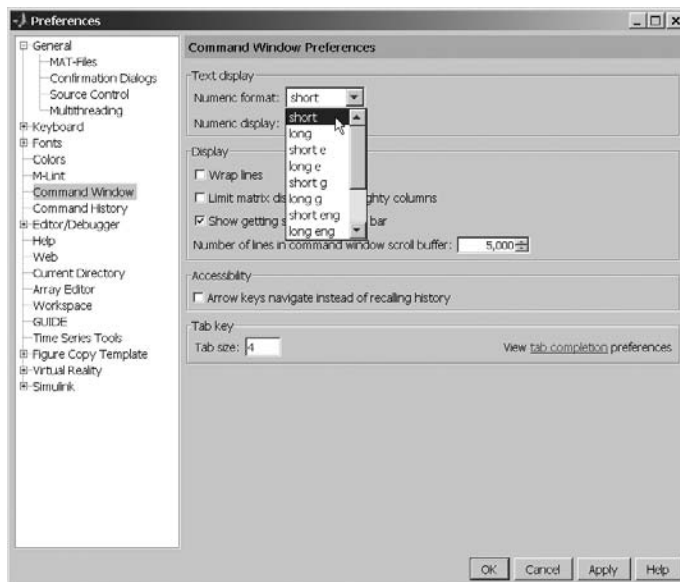 Preferences
General
MAT-Files
Confirmation Dialogs
Source Control
Multithreading
Keyboard
Fonts
Colors
M-Lint
Command Window
Command History
Editor/Debugger
Help
Web
Current Directory
Array Editor
Workspace
GUIDE
Time Series Tools
Figure Copy Template
Virtual Reality
Simulink
Command Window Preferences
Text display
Numeric format: short
Numeric display:
short
long
short e
long e
short g
long g
short eng
long eng
Display
Wrap lines
Limit matrix dis ghty columns
Show getting s bar
Number of lines in command window scroll buffer: 5,000
Accessibility
Arrow keys navigate instead of recalling history
Tab key
Tab size: 4
View tab completion preferences
OK Cancel Apply Help